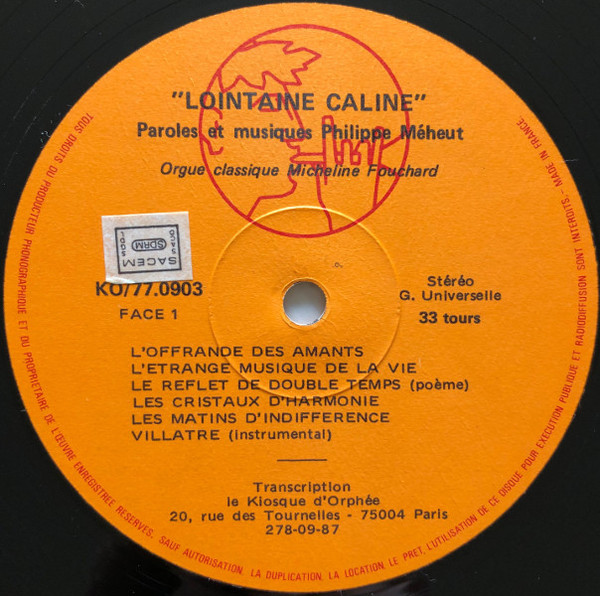 "LOINTAINE CALINE"
Paroles et musiques Philippe Méheut
Orgue classique Micheline Fouchard
SACEM
SDRM
SACD
SGDL
KO/77.0903
FACE 1
Stéréo
G. Universelle
33 tours
L'OFFRANDE DES AMANTS
L'ETRANGE MUSIQUE DE LA VIE
LE REFLET DE DOUBLE TEMPS (poème)
LES CRISTAUX D'HARMONIE
LES MATINS D'INDIFFERENCE
VILLATRE (instrumental)
Transcription
le Kiosque d'Orphée
20, rue des Tournelles - 75004 Paris
278-09-87
TOUS DROITS DU PRODUCTEUR PHONOGRAPHIQUE ET DU PROPRIETAIRE DE L'ŒUVRE ENREGISTREE RESERVES. SAUF AUTORISATION, LA DUPLICATION, LA LOCATION, LE PRET, L'UTILISATION DE CE DISQUE POUR EXECUTION PUBLIQUE ET RADIODIFFUSION SONT INTERDITS. - MADE IN FRANCE.